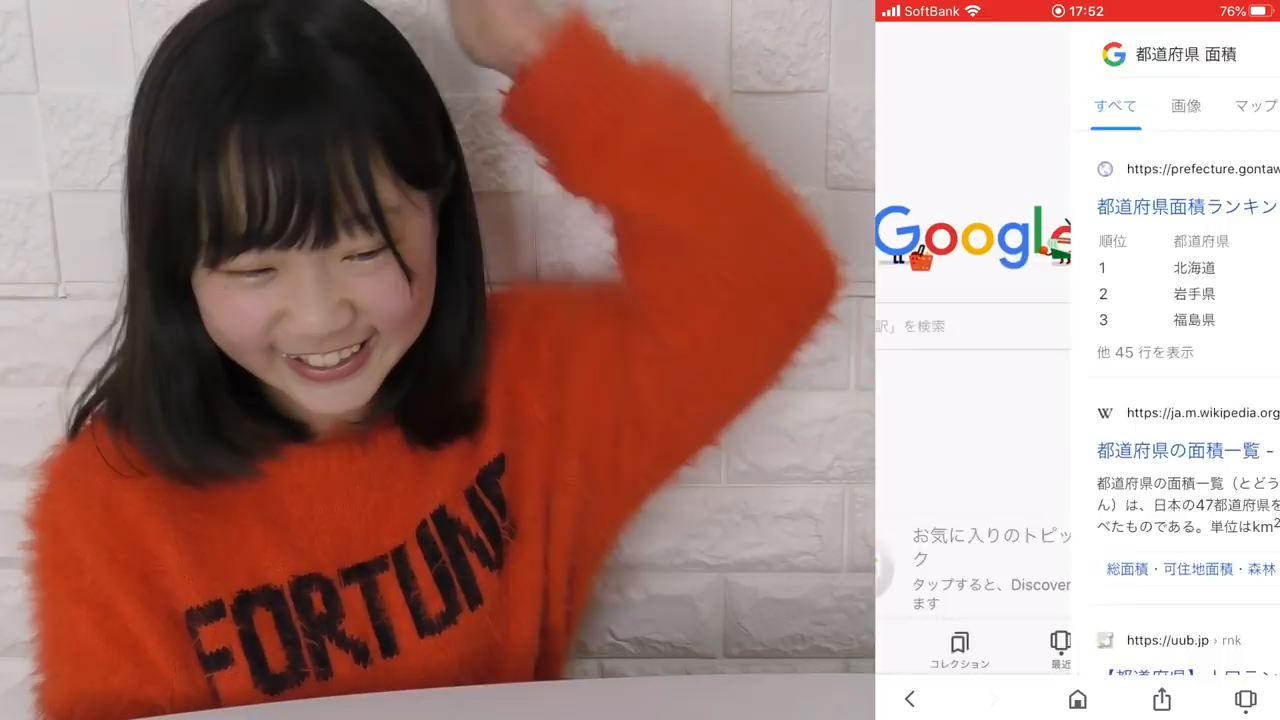 FORTUN
SoftBank
17:52
76%
Google
訳」を検索
お気に入りのトピッ
ク
タップすると、Discover
ます
コレクション
最近
都道府県 面積
すべて
画像
マップ
https://prefecture.gontaw
都道府県面積ランキン
順位 都道府県
1 北海道
2 岩手県
3 福島県
他 45 行を表示
W https://ja.m.wikipedia.org
都道府県の面積一覧 -
都道府県の面積一覧（とどう
ん）は、日本の47都道府県を
べたものである。単位はkm2
総面積・可住地面積・森林
https://uub.jp › rnk